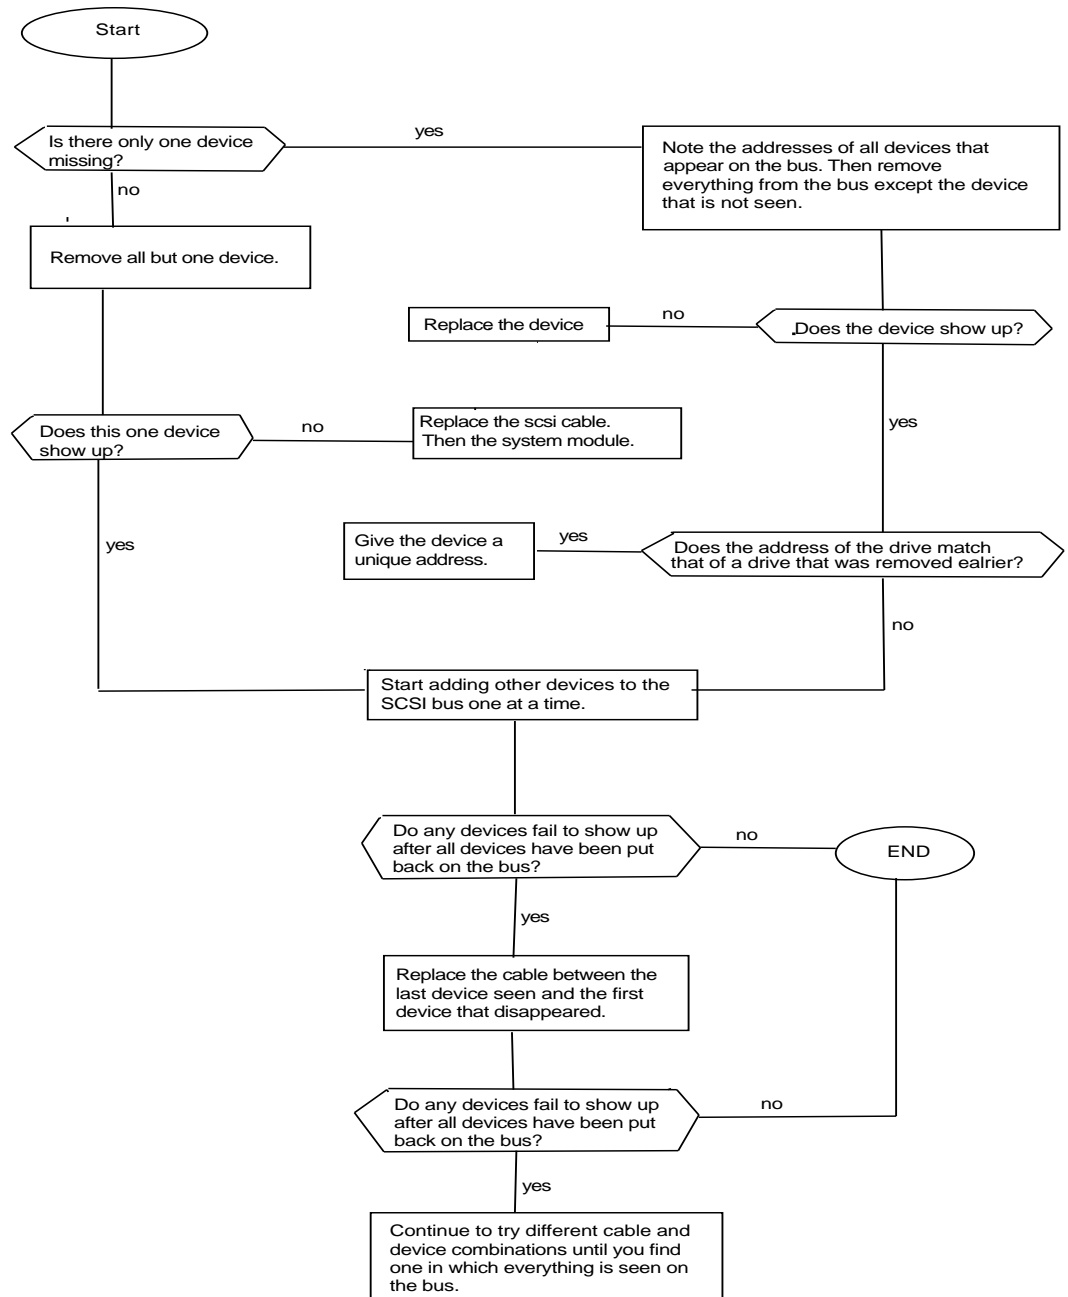 Start
Is there only one device
missing?
yes
Note the addresses of all devices that
appear on the bus. Then remove
everything from the bus except the device
that is not seen.
no
Remove all but one device.
Replace the device
no
Does the device show up?
Does this one device
show up?
no
Replace the scsi cable.
Then the system module.
yes
yes
Give the device a
unique address.
yes
Does the address of the drive match
that of a drive that was removed ealrier?
no
Start adding other devices to the
SCSI bus one at a time.
Do any devices fail to show up
after all devices have been put
back on the bus?
no
END
yes
Replace the cable between the
last device seen and the first
device that disappeared.
Do any devices fail to show up
after all devices have been put
back on the bus?
no
yes
Continue to try different cable and
device combinations until you find
one in which everything is seen on
the bus.